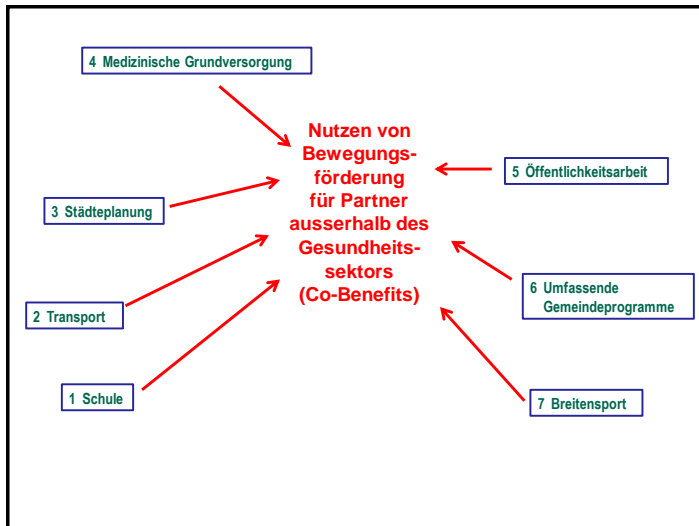 4 Medizinische Grundversorgung
Nutzen von
Bewegungs-
förderung
für Partner
ausserhalb des
Gesundheits-
sektors
(Co-Benefits)
5 Öffentlichkeitsarbeit
3 Städteplanung
6 Umfassende
Gemeindeprogramme
2 Transport
1 Schule
7 Breitensport